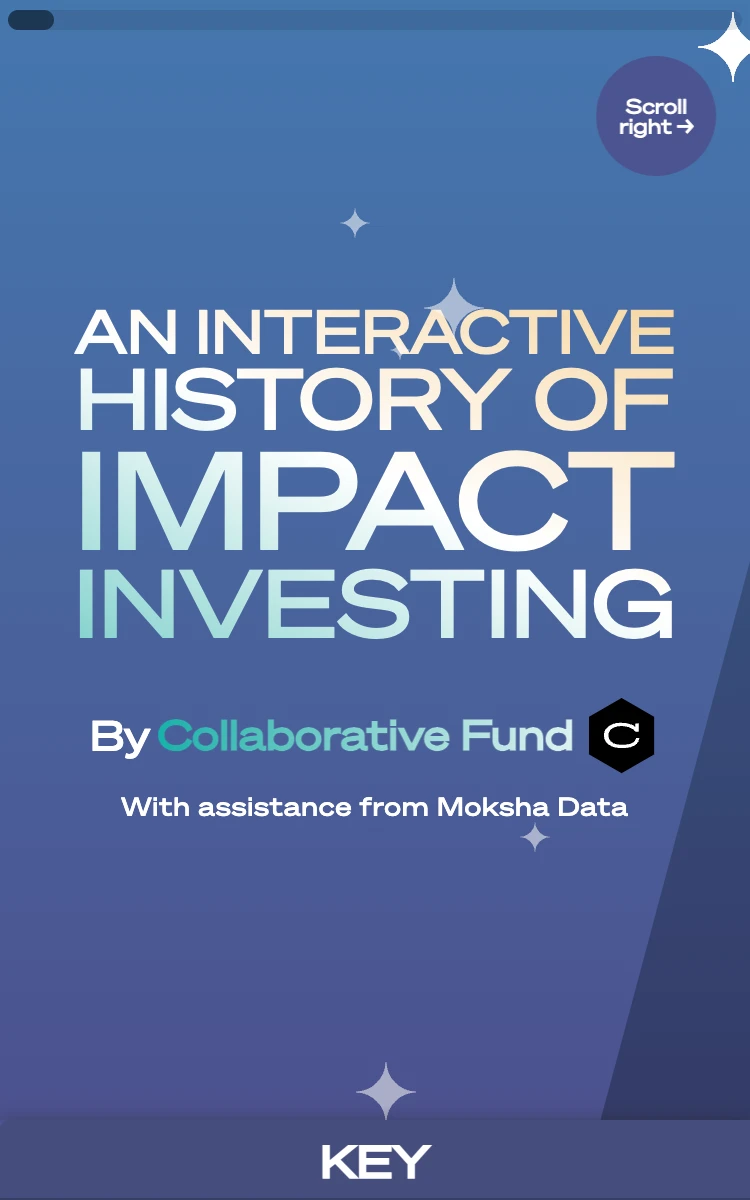 Scroll
right →
AN INTERACTIVE
HISTORY OF
IMPACT
INVESTING
By Collaborative Fund C
With assistance from Moksha Data
KEY